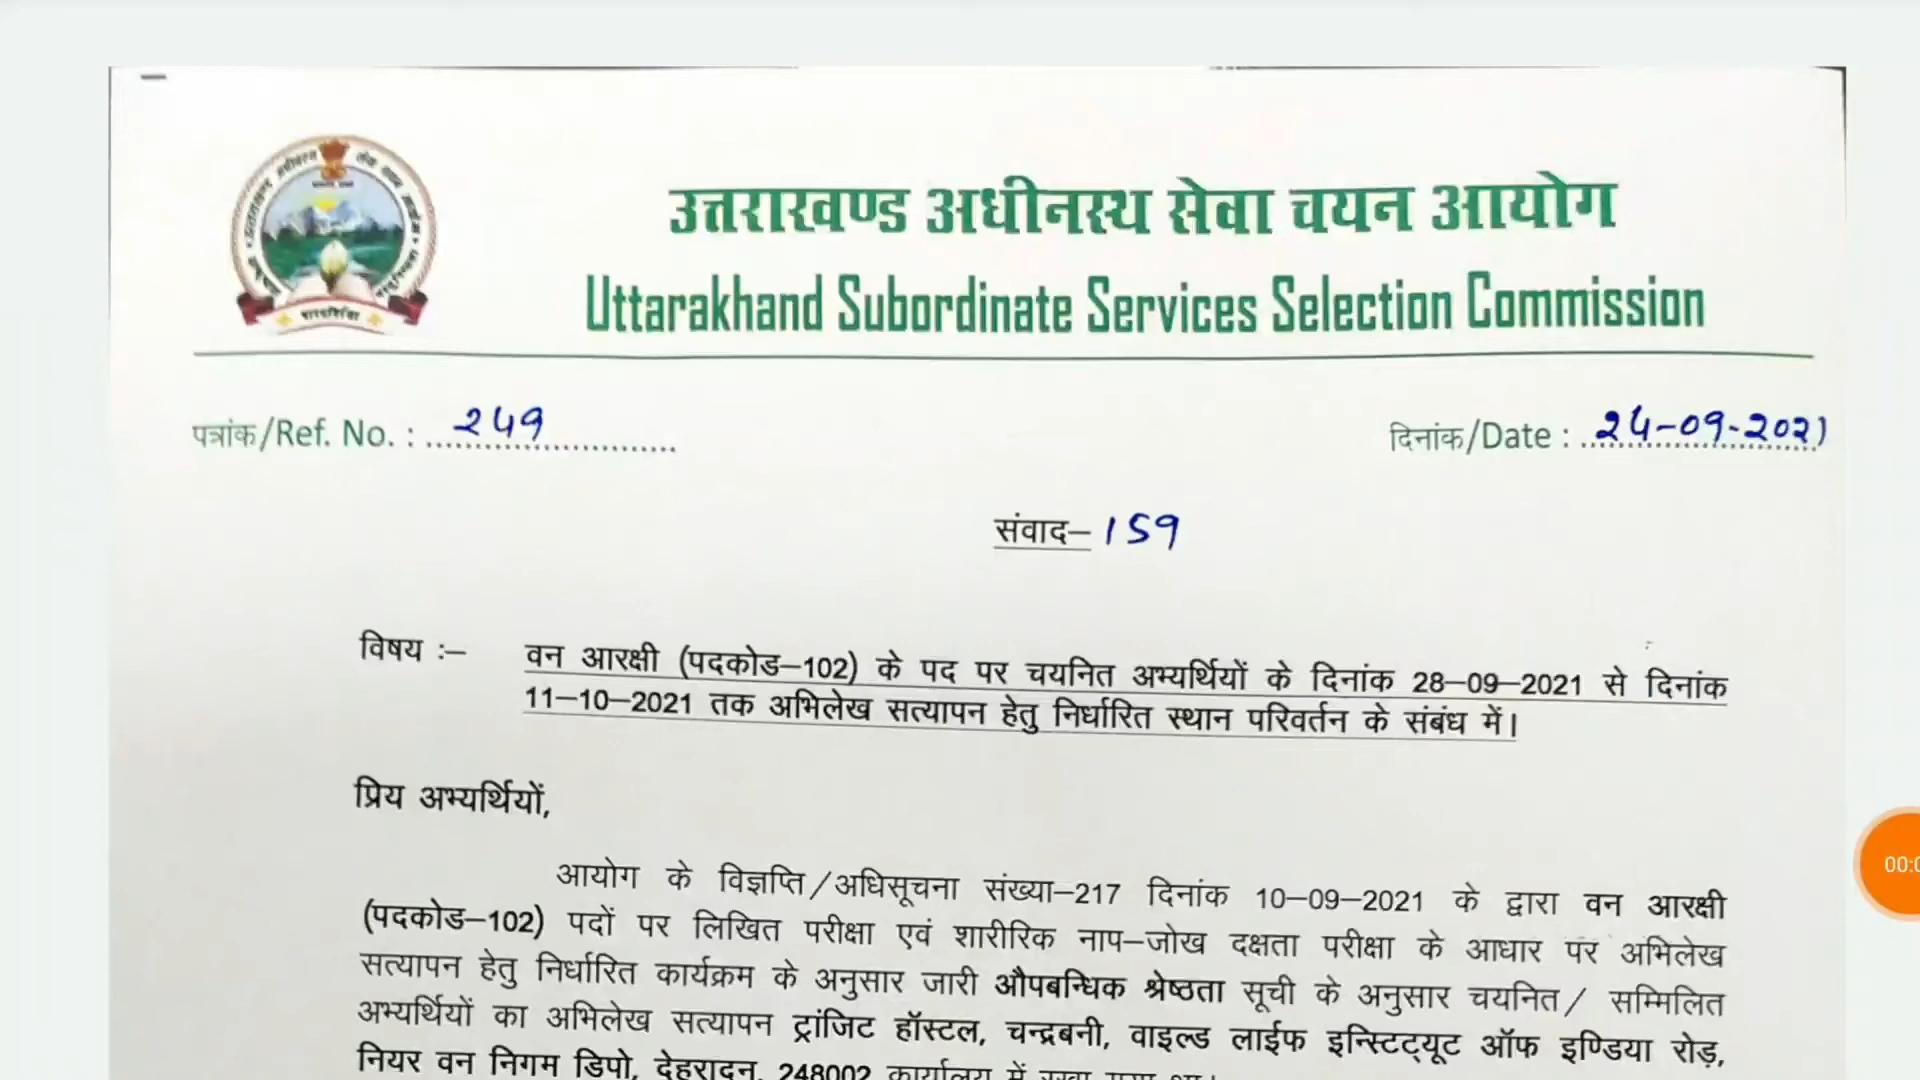 उत्तराखण्ड अधीनस्थ सेवा चयन आयोग
Uttarakhand Subordinate Services Selection Commission
पत्रांक/Ref. No. : 249
दिनांक/Date : 24-09-2021
संवाद–159
विषय :– वन आरक्षी (पदकोड–102) के पद पर चयनित अभ्यर्थियों के दिनांक 28–09–2021 से दिनांक
11–10–2021 तक अभिलेख सत्यापन हेतु निर्धारित स्थान परिवर्तन के संबंध में।
प्रिय अभ्यर्थियों,
आयोग के विज्ञप्ति/अधिसूचना संख्या–217 दिनांक 10–09–2021 के द्वारा वन आरक्षी
(पदकोड–102) पदों पर लिखित परीक्षा एवं शारीरिक नाप–जोख दक्षता परीक्षा के आधार पर अभिलेख
सत्यापन हेतु निर्धारित कार्यक्रम के अनुसार जारी औपबन्धिक श्रेष्ठता सूची के अनुसार चयनित/ सम्मिलित
अभ्यर्थियों का अभिलेख सत्यापन ट्रांजिट हॉस्टल, चन्द्रबनी, वाइल्ड लाईफ इन्स्टिट्यूट ऑफ इण्डिया रोड़,
नियर वन निगम डिपो, देहरादून, 248002 कार्यालय में रखा गया था।
00:0